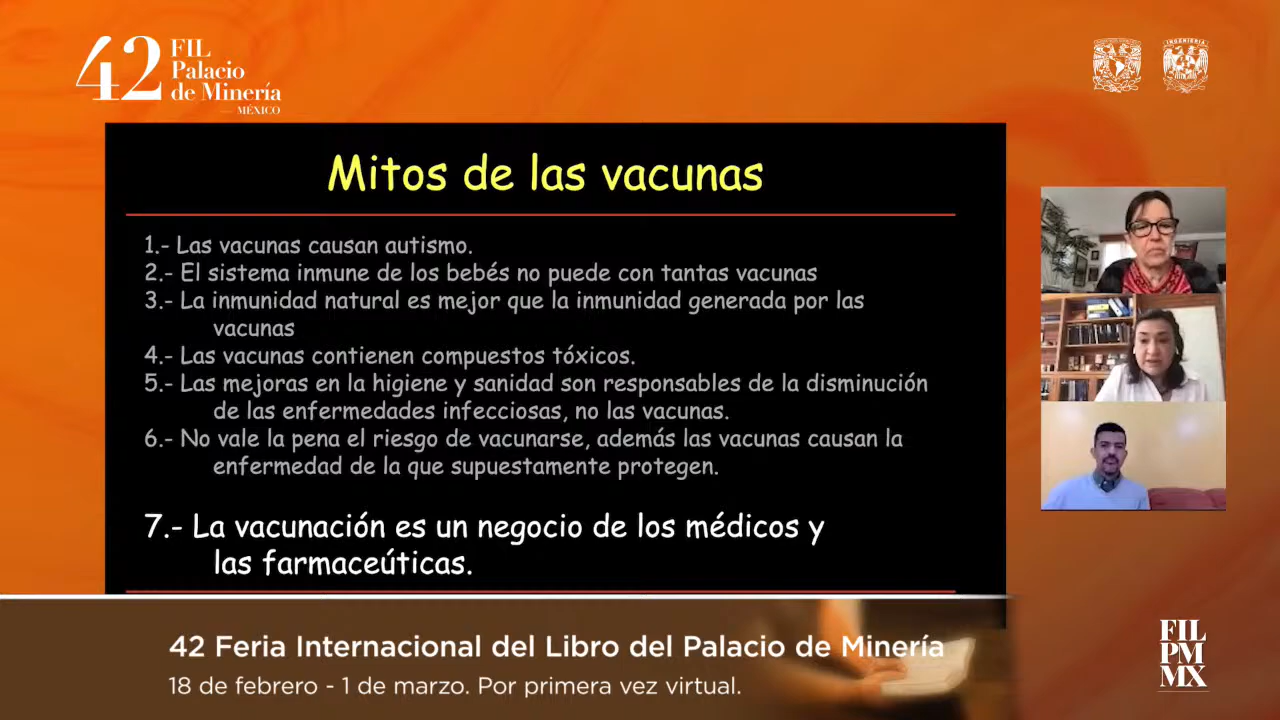 42 FIL
Palacio
de Minería
MÉXICO
Mitos de las vacunas
1.- Las vacunas causan autismo.
2.- El sistema inmune de los bebés no puede con tantas vacunas
3.- La inmunidad natural es mejor que la inmunidad generada por las
vacunas
4.- Las vacunas contienen compuestos tóxicos.
5.- Las mejoras en la higiene y sanidad son responsables de la disminución
de las enfermedades infecciosas, no las vacunas.
6.- No vale la pena el riesgo de vacunarse, además las vacunas causan la
enfermedad de la que supuestamente protegen.
7.- La vacunación es un negocio de los médicos y
las farmaceúticas.
42 Feria Internacional del Libro del Palacio de Minería
18 de febrero - 1 de marzo. Por primera vez virtual.
FIL
PM
MX